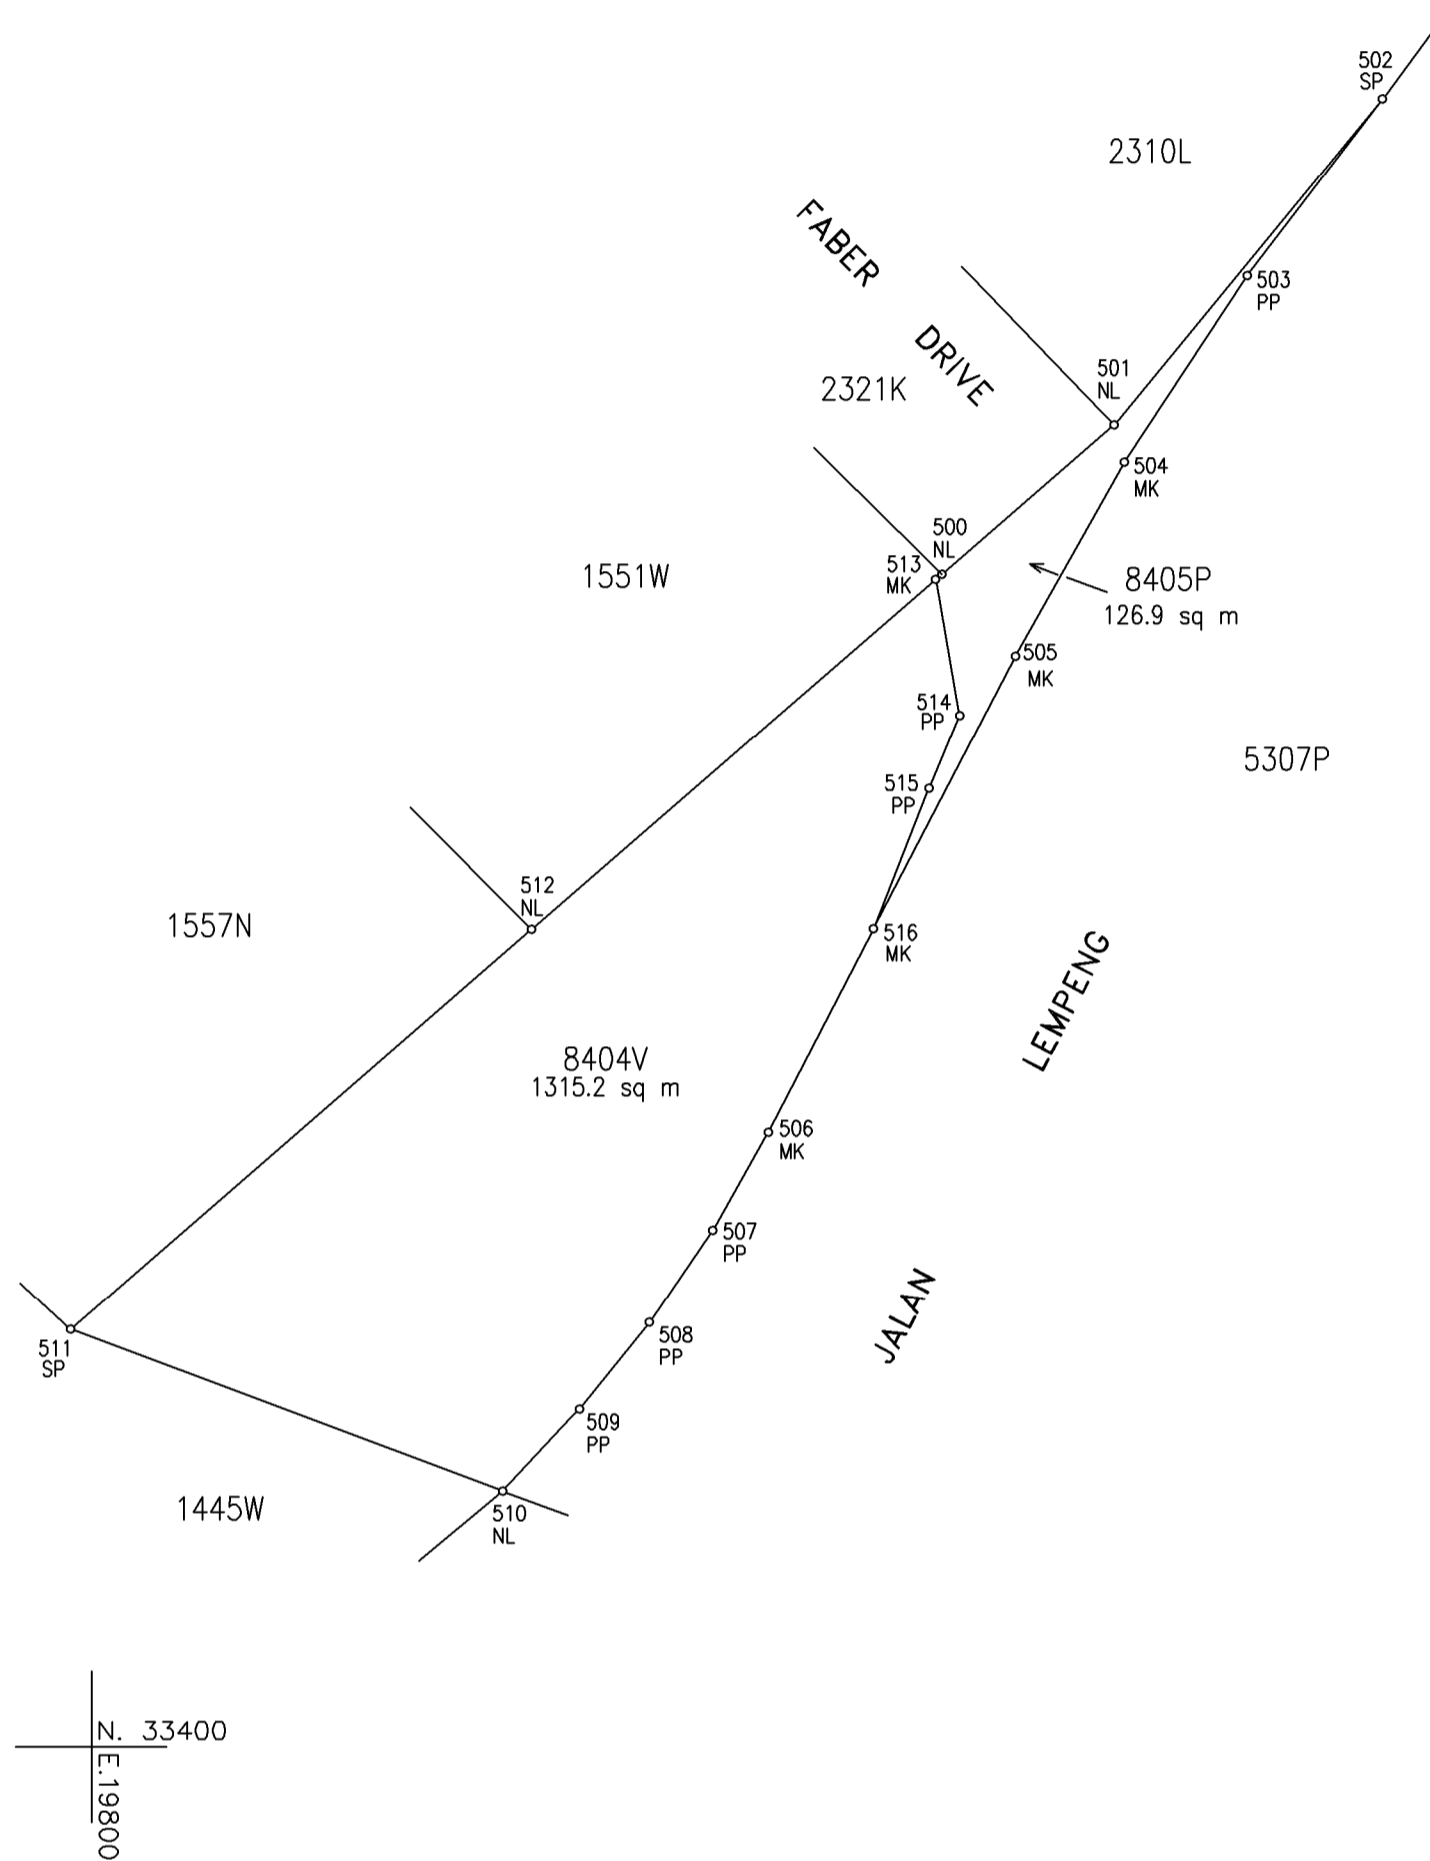 502
SP
2310L
FABER
DRIVE
503
PP
501
NL
2321K
504
MK
500
NL
513
MK
1551W
8405P
126.9 sq m
505
MK
514
PP
5307P
515
PP
512
NL
1557N
516
MK
LEMPENG
8404V
1315.2 sq m
506
MK
507
PP
JALAN
508
PP
511
SP
509
PP
1445W
510
NL
N. 33400
E.19800